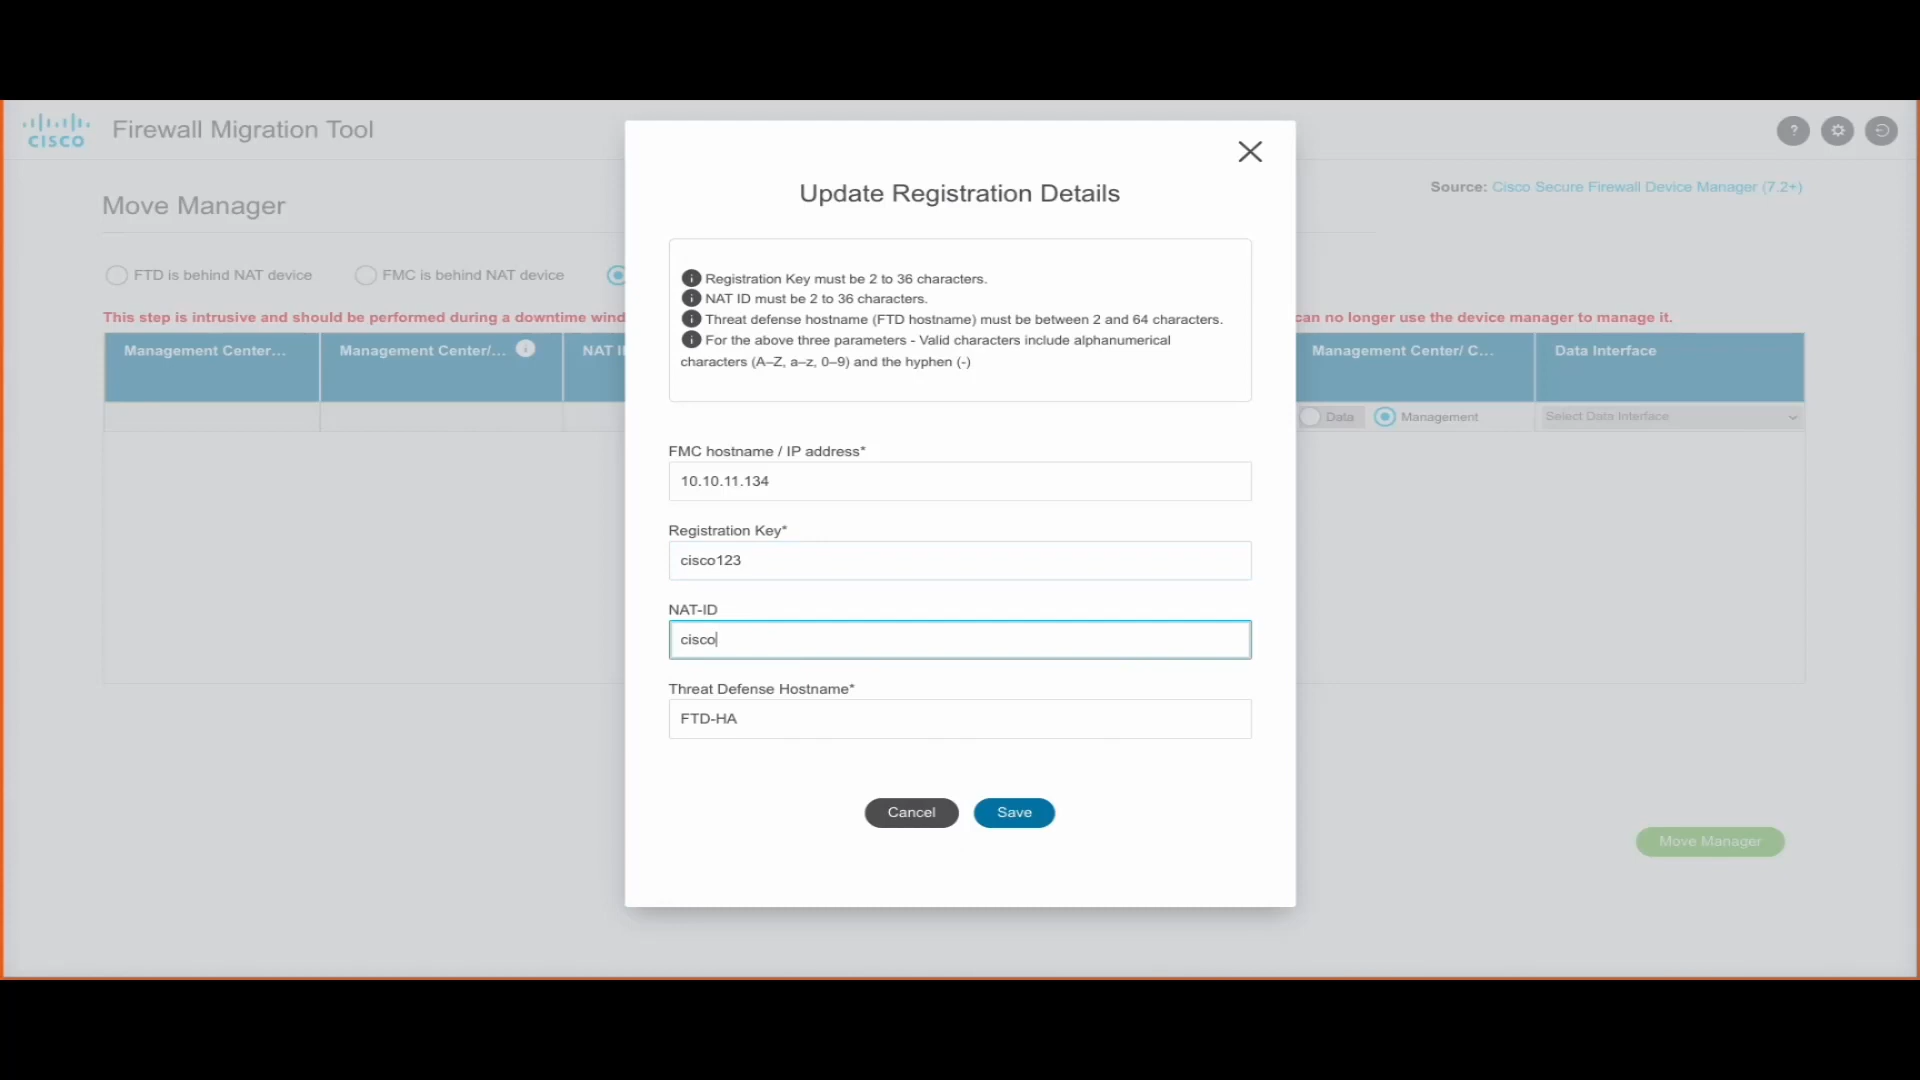 CISCO
Firewall Migration Tool
?
Source: Cisco Secure Firewall Device Manager (7.2+)
Move Manager
FTD is behind NAT device
FMC is behind NAT device
This step is intrusive and should be performed during a downtime
can no longer use the device manager to manage it.
Management Center...
Management Center/...
NAT
Management Center/ C...
Data Interface
Data
Management
Select Data Interface
Move Manager
Update Registration Details
Registration Key must be 2 to 36 characters.
NAT ID must be 2 to 36 characters.
Threat defense hostname (FTD hostname) must be between 2 and 64 characters.
For the above three parameters - Valid characters include alphanumerical
characters (A–Z, a–z, 0–9) and the hyphen (-)
FMC hostname / IP address*
10.10.11.134
Registration Key*
cisco123
NAT-ID
cisco
Threat Defense Hostname*
FTD-HA
Cancel
Save